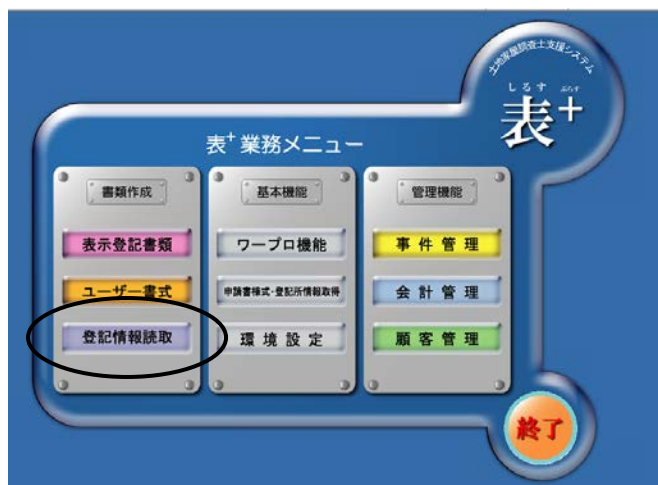 土地家屋調査士支援システム
しるす ぷらす
表+
表+業務メニュー
書類作成
表示登記書類
ユーザー書式
登記情報読取
基本機能
ワープロ機能
申請書様式・登記所情報取得
環境設定
管理機能
事件管理
会計管理
顧客管理
終了